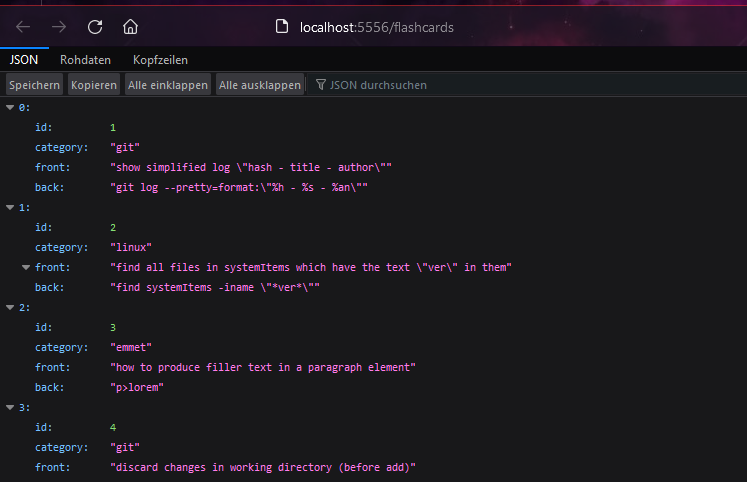 localhost:5556/flashcards
JSON Rohdaten Kopfzeilen
Speichern Kopieren Alle einklappen Alle ausklappen JSON durchsuchen
0:
id: 1
category: "git"
front: "show simplified log \"hash - title - author\""
back: "git log --pretty=format:\"%h - %s - %an\""
1:
id: 2
category: "linux"
front: "find all files in systemItems which have the text \"ver\" in them"
back: "find systemItems -iname \"*ver*\""
2:
id: 3
category: "emmet"
front: "how to produce filler text in a paragraph element"
back: "p>lorem"
3:
id: 4
category: "git"
front: "discard changes in working directory (before add)"